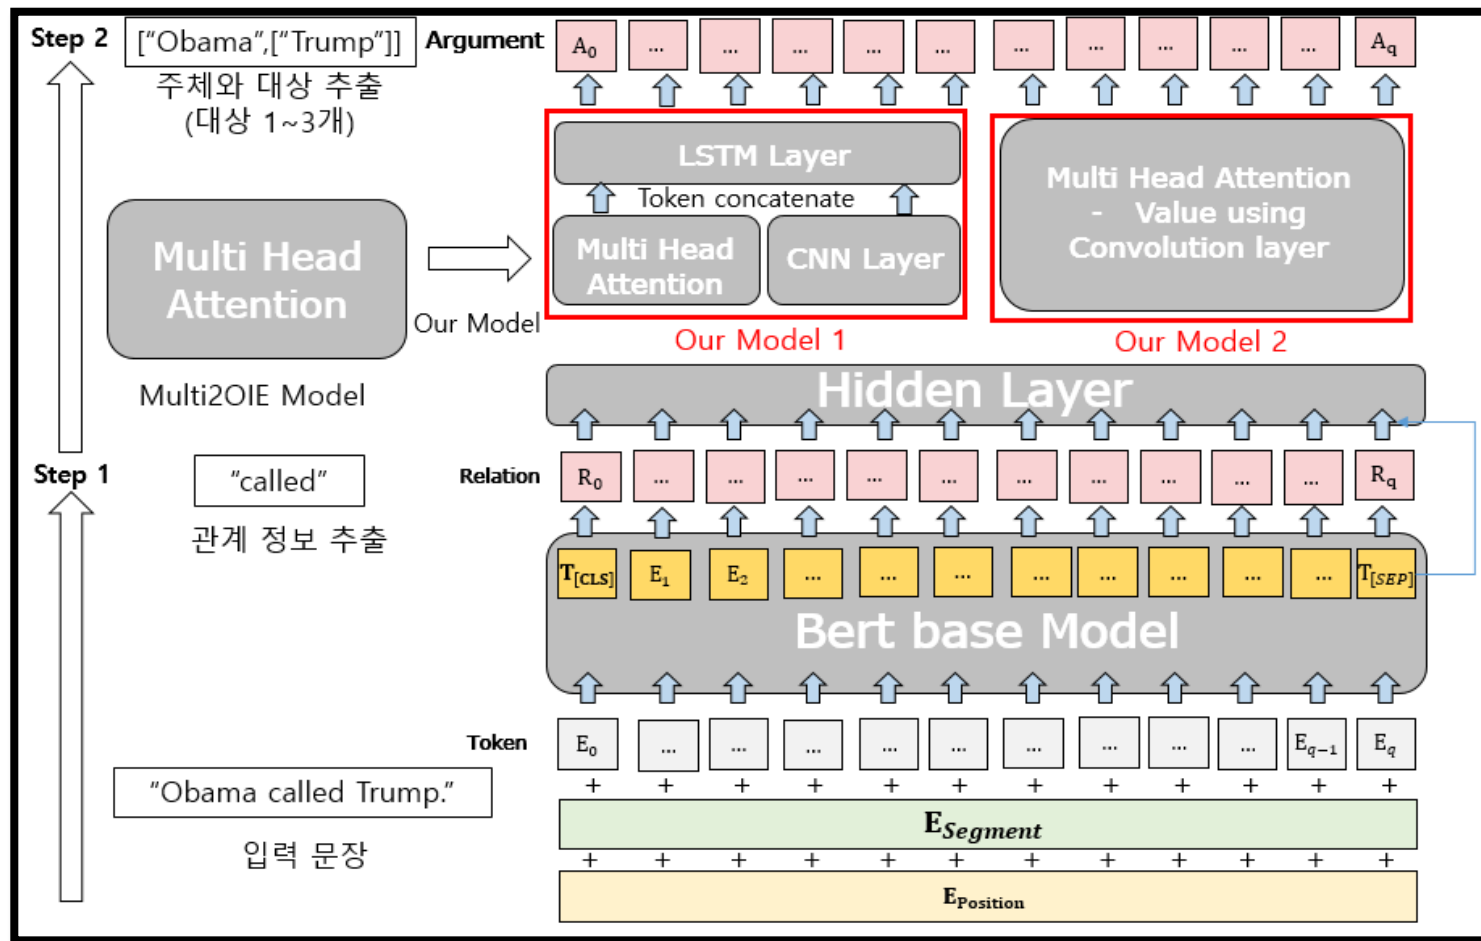 Step 2
["Obama",["Trump"]]
주체와 대상 추출
(대상 1~3개)
Argument
A0 ... ... ... ... ... ... ... ... ... ... Aq
LSTM Layer
Token concatenate
Multi Head
Attention
CNN Layer
Our Model 1
Multi Head Attention
- Value using
Convolution layer
Our Model 2
Multi Head
Attention
Our Model
Multi2OIE Model
Hidden Layer
Step 1
"called"
관계 정보 추출
Relation
R0 ... ... ... ... ... ... ... ... ... ... Rq
T[CLS] E1 E2 ... ... ... ... ... ... ... ... T[SEP]
Bert base Model
Token
E0 ... ... ... ... ... ... ... ... ... Eq−1 Eq
"Obama called Trump."
입력 문장
+ + + + + + + + + + + +
ESegment
+ + + + + + + + + + + +
EPosition